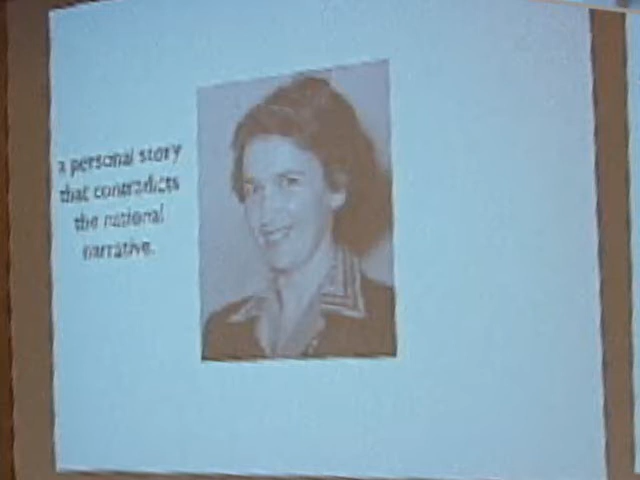 a personal story
that contradicts
the national
narrative.